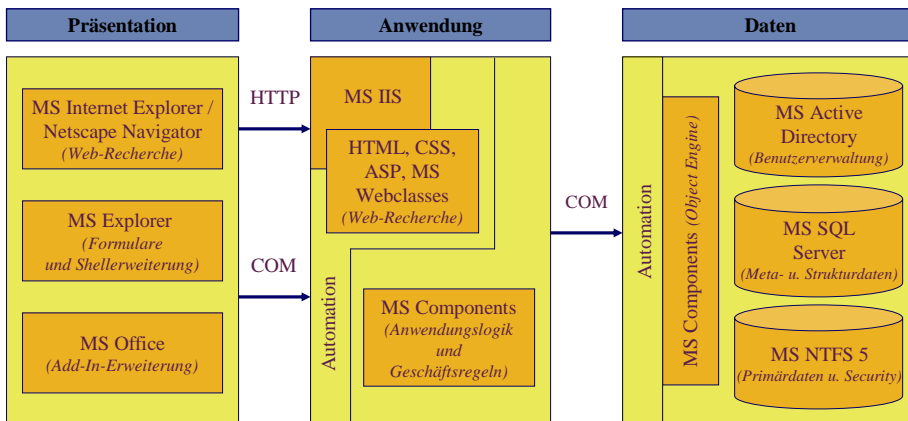 Präsentation
MS Internet Explorer /
Netscape Navigator
(Web-Recherche)
MS Explorer
(Formulare
und Shellerweiterung)
MS Office
(Add-In-Erweiterung)
HTTP
COM
Anwendung
MS IIS
HTML, CSS,
ASP, MS
Webclasses
(Web-Recherche)
Automation
MS Components
(Anwendungslogik
und
Geschäftsregeln)
COM
Daten
Automation
MS Components (Object Engine)
MS Active
Directory
(Benutzerverwaltung)
MS SQL
Server
(Meta- u. Strukturdaten)
MS NTFS 5
(Primärdaten u. Security)